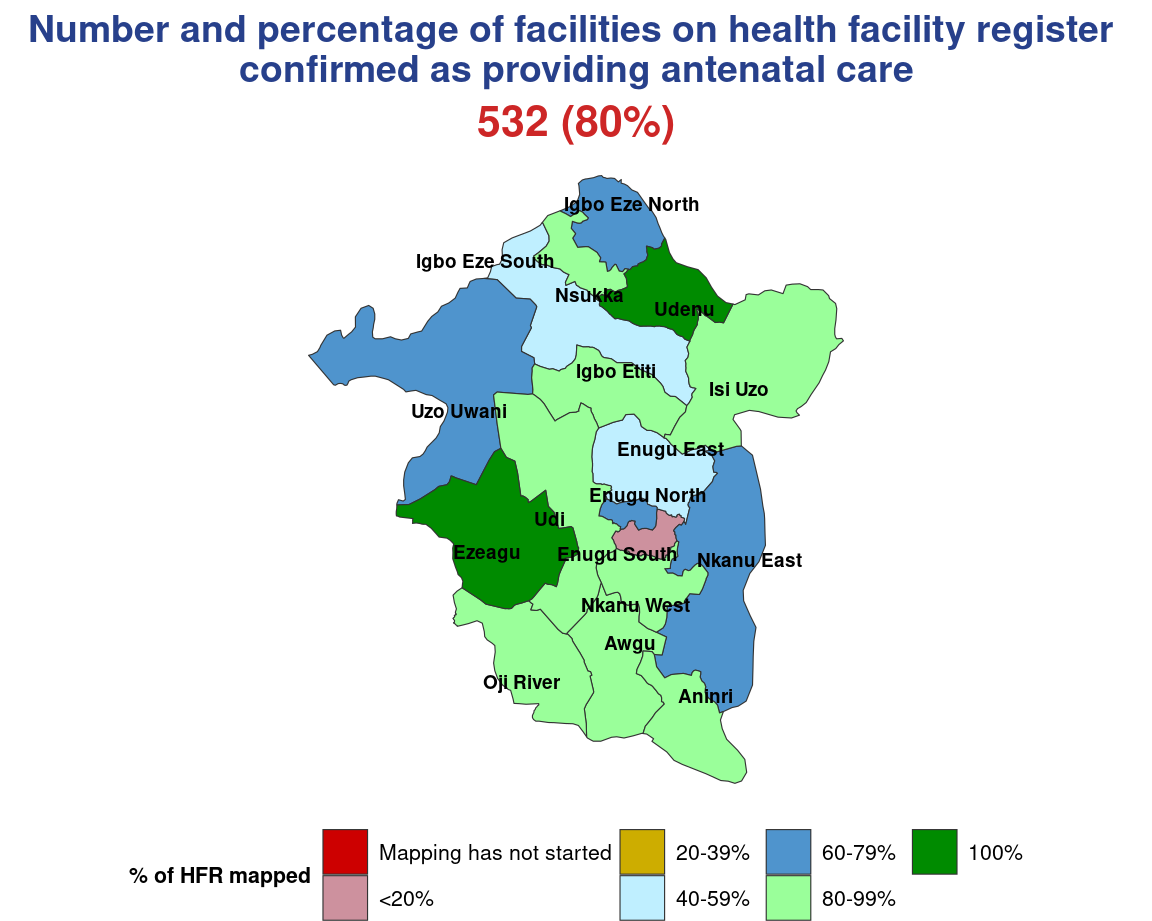 Number and percentage of facilities on health facility register
confirmed as providing antenatal care
532 (80%)
Igbo Eze North
Igbo Eze South
Nsukka
Udenu
Igbo Etiti
Isi Uzo
Uzo Uwani
Enugu East
Enugu North
Udi
Ezeagu
Enugu South
Nkanu East
Nkanu West
Awgu
Oji River
Aninri
% of HFR mapped
Mapping has not started
<20%
20-39%
40-59%
60-79%
80-99%
100%